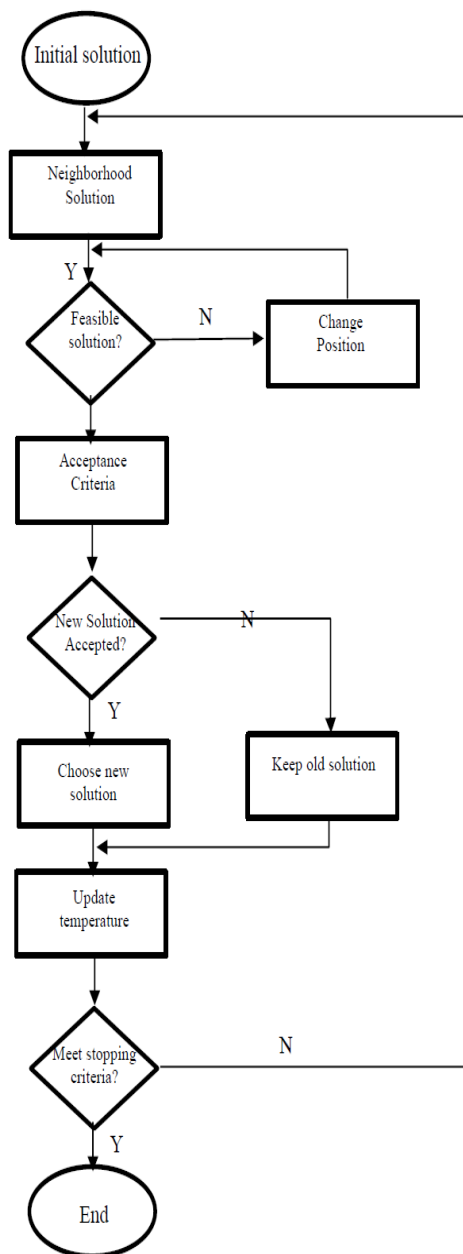 Initial solution
Neighborhood
Solution
Y
Feasible
solution?
N
Change
Position
Acceptance
Criteria
New Solution
Accepted?
N
Y
Choose new
solution
Keep old solution
Update
temperature
Meet stopping
criteria?
N
Y
End